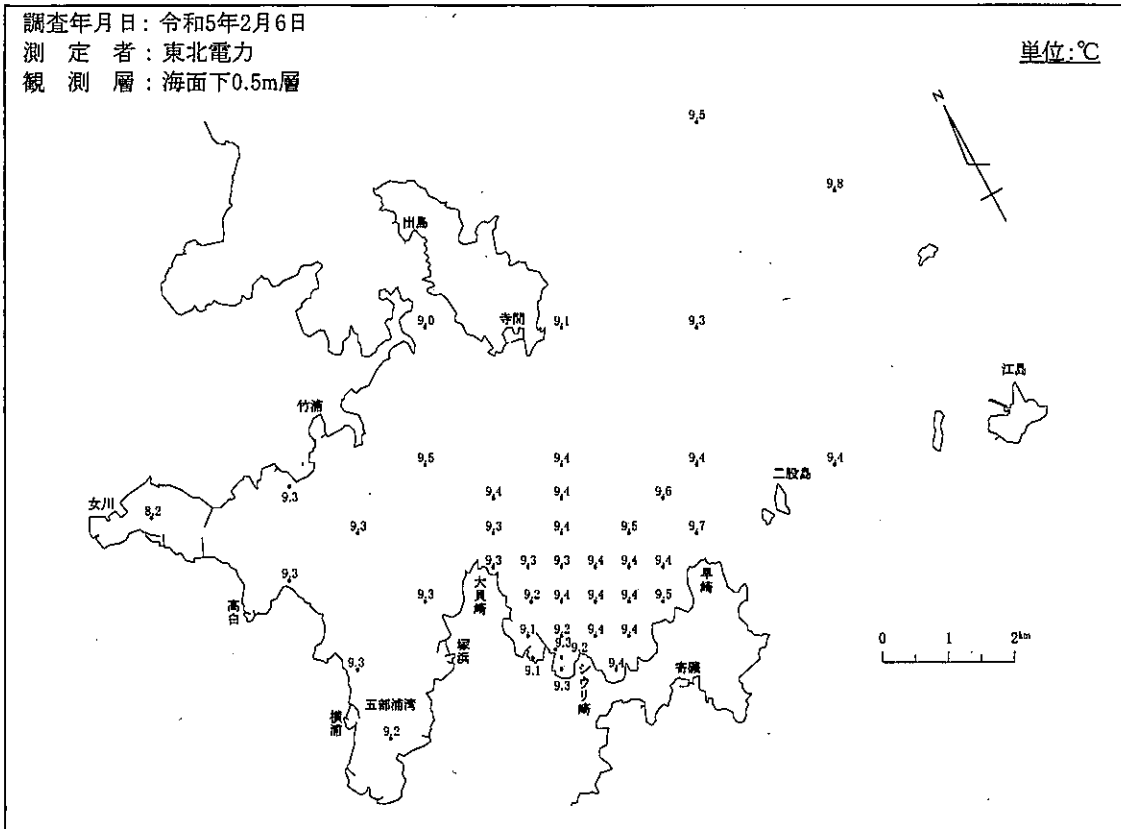 調査年月日：令和5年2月6日
測　定　者：東北電力
単位：℃
観　測　層：海面下0.5m層
N
9.5
9.8
出島
9.0
寺間
9.1
9.3
江島
竹浦
9.5
9.4
9.4
9.4
二股島
9.3
9.4
9.4
9.6
女川
8.2
9.3
9.3
9.4
9.5
9.7
9.3
9.3
9.3
9.4
9.4
9.4
早崎
9.3
大貝崎
高白
9.3
9.2
9.4
9.4
9.4
9.5
9.1
9.2
9.4
9.4
0
1
2km
塚浜
9.3
9.2
9.3
9.1
9.3
シウリ崎
9.4
寄磯
横浦
五部浦湾
9.2